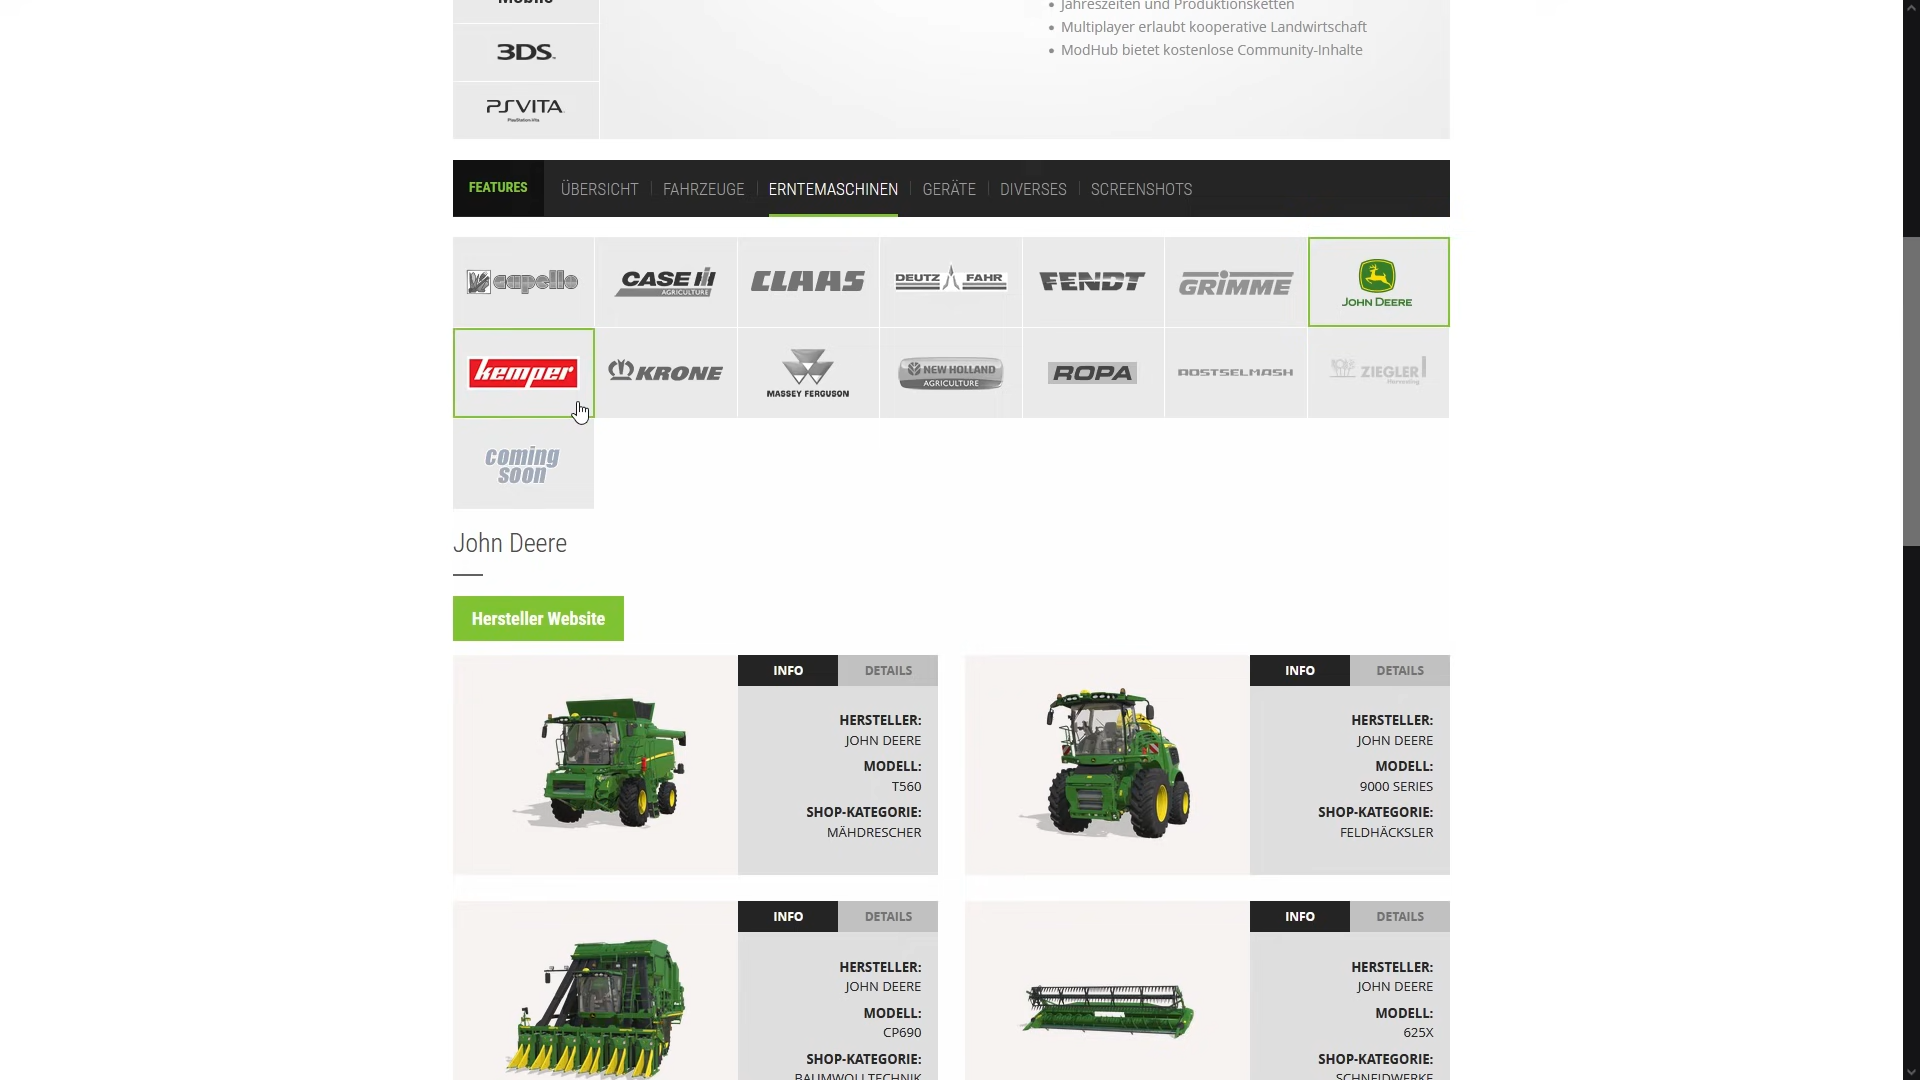 Mobile
3DS
PSVITA
PlayStation Vita
Jahreszeiten und Produktionsketten
Multiplayer erlaubt kooperative Landwirtschaft
ModHub bietet kostenlose Community-Inhalte
FEATURES
ÜBERSICHT
FAHRZEUGE
ERNTEMASCHINEN
GERÄTE
DIVERSES
SCREENSHOTS
capello
CASE IH
AGRICULTURE
CLAAS
DEUTZ FAHR
FENDT
GRIMME
JOHN DEERE
kemper
KRONE
MASSEY FERGUSON
NEW HOLLAND
AGRICULTURE
ROPA
ROSTSELMASH
ZIEGLER
Harvesting
coming
soon
John Deere
Hersteller Website
INFO
DETAILS
HERSTELLER:
JOHN DEERE
MODELL:
T560
SHOP-KATEGORIE:
MÄHDRESCHER
INFO
DETAILS
HERSTELLER:
JOHN DEERE
MODELL:
9000 SERIES
SHOP-KATEGORIE:
FELDHÄCKSLER
INFO
DETAILS
HERSTELLER:
JOHN DEERE
MODELL:
CP690
SHOP-KATEGORIE:
BAUMWOLLTECHNIK
INFO
DETAILS
HERSTELLER:
JOHN DEERE
MODELL:
625X
SHOP-KATEGORIE:
SCHNEIDWERKE